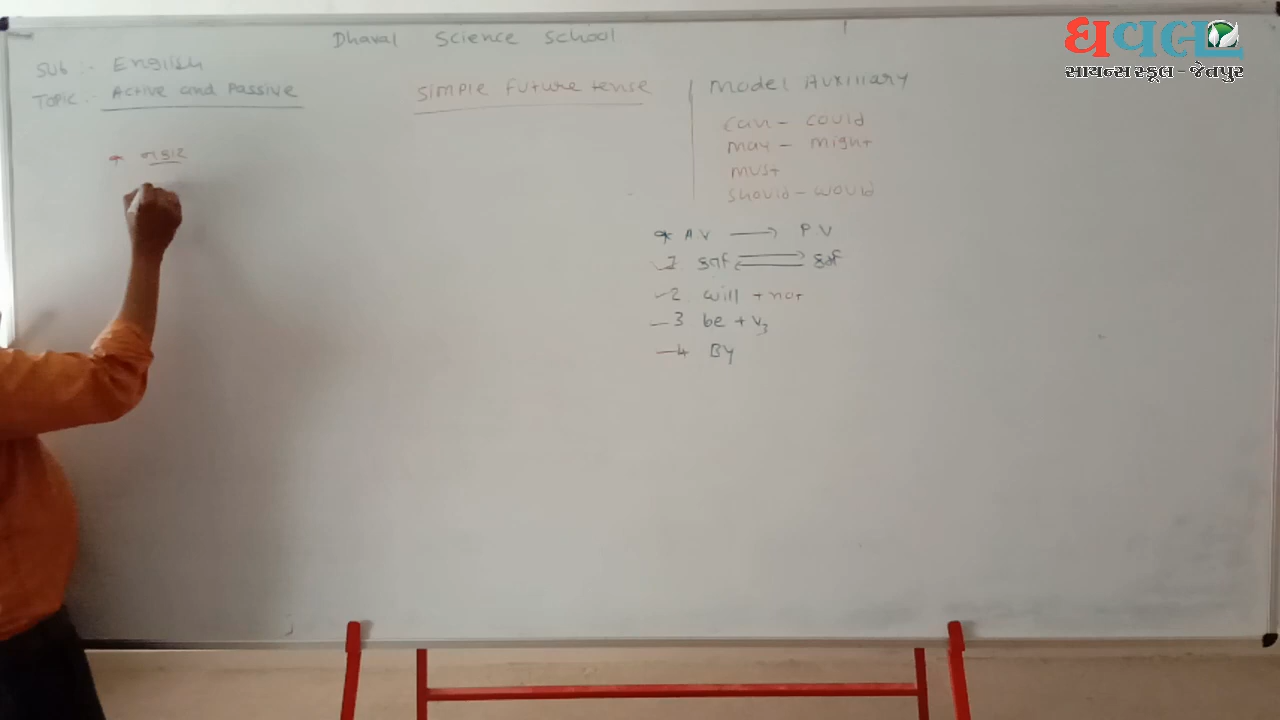 Dhaval Science School
ધવલ
સાયન્સ સ્કૂલ - જેતપુર
Sub :- English
Topic :- Active and Passive
Simple Future tense
Model Auxiliary
can - could
may - might
must
should - would
* નકાર
* A V → P V
1 કર્તા ⇌ કર્મ
2 will + not
3 be + V3
4 By